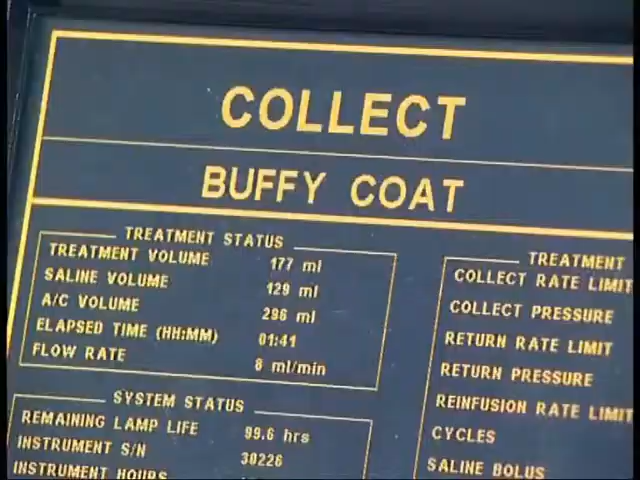 COLLECT
BUFFY COAT
TREATMENT STATUS
TREATMENT VOLUME 177 ml
SALINE VOLUME 129 ml
A/C VOLUME 296 ml
ELAPSED TIME (HH:MM) 01:41
FLOW RATE 8 ml/min
SYSTEM STATUS
REMAINING LAMP LIFE 99.6 hrs
INSTRUMENT S/N 30226
INSTRUMENT HOURS
TREATMENT
COLLECT RATE LIMIT
COLLECT PRESSURE
RETURN RATE LIMIT
RETURN PRESSURE
REINFUSION RATE LIMIT
CYCLES
SALINE BOLUS